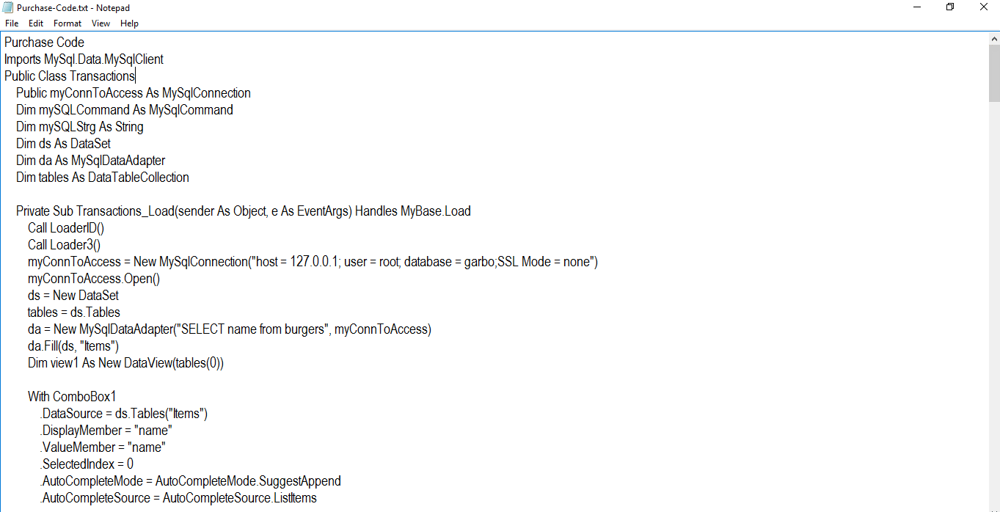 Purchase-Code.txt - Notepad
File Edit Format View Help
Purchase Code
Imports MySql.Data.MySqlClient
Public Class Transactions
    Public myConnToAccess As MySqlConnection
    Dim mySQLCommand As MySqlCommand
    Dim mySQLStrg As String
    Dim ds As DataSet
    Dim da As MySqlDataAdapter
    Dim tables As DataTableCollection

    Private Sub Transactions_Load(sender As Object, e As EventArgs) Handles MyBase.Load
        Call LoaderID()
        Call Loader3()
        myConnToAccess = New MySqlConnection("host = 127.0.0.1; user = root; database = garbo;SSL Mode = none")
        myConnToAccess.Open()
        ds = New DataSet
        tables = ds.Tables
        da = New MySqlDataAdapter("SELECT name from burgers", myConnToAccess)
        da.Fill(ds, "Items")
        Dim view1 As New DataView(tables(0))

        With ComboBox1
            .DataSource = ds.Tables("Items")
            .DisplayMember = "name"
            .ValueMember = "name"
            .SelectedIndex = 0
            .AutoCompleteMode = AutoCompleteMode.SuggestAppend
            .AutoCompleteSource = AutoCompleteSource.ListItems